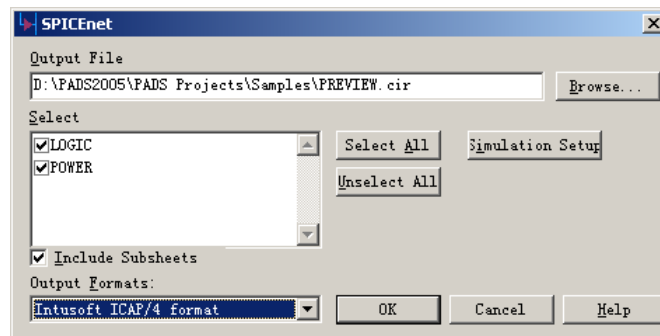 SPICEnet
Output File
D:\PADS2005\PADS Projects\Samples\PREVIEW.cir
Browse...
Select
LOGIC
POWER
Select All
Simulation Setup
Unselect All
Include Subsheets
Output Formats:
Intusoft ICAP/4 format
OK
Cancel
Help